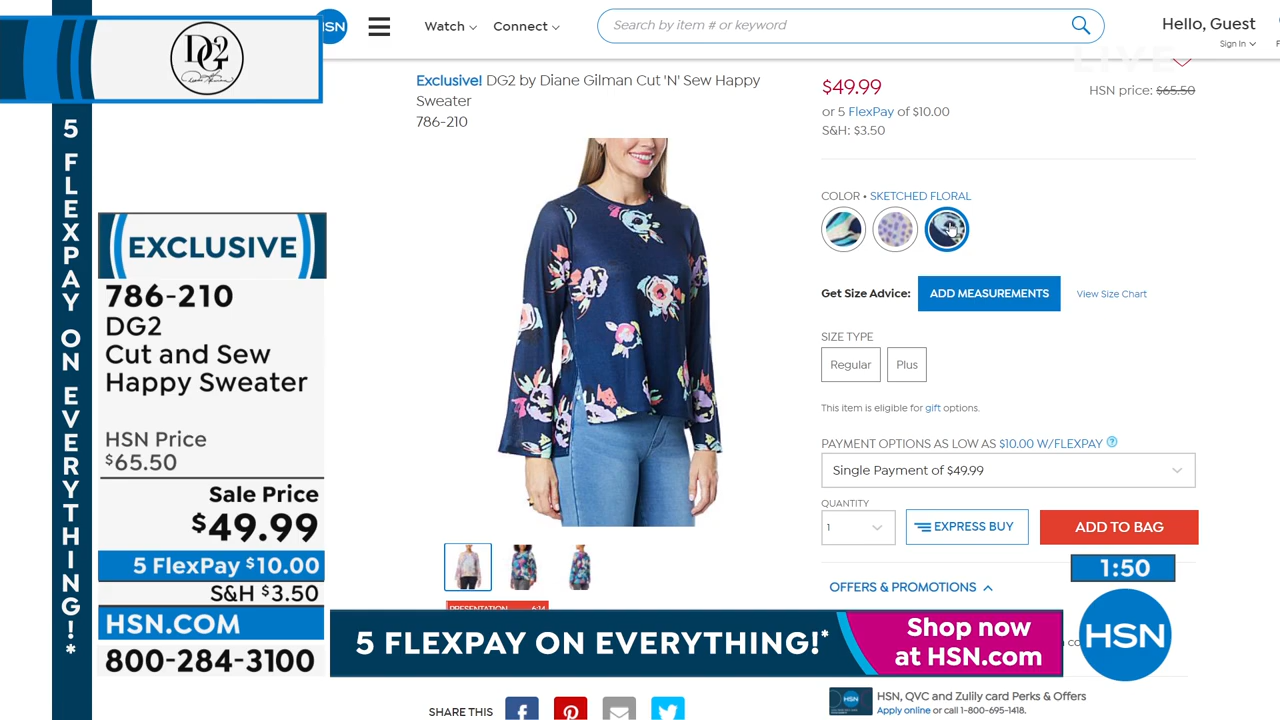 DG2
5 FLEXPAY ON EVERYTHING!*
EXCLUSIVE
786-210
DG2
Cut and Sew
Happy Sweater
HSN Price
$65.50
Sale Price
$49.99
5 FlexPay $10.00
S&H $3.50
HSN.COM
800-284-3100
HSN
Watch
Connect
Search by item # or keyword
Hello, Guest
Sign In
LIVE
Exclusive! DG2 by Diane Gilman Cut 'N' Sew Happy
Sweater
786-210
$49.99
HSN price: $65.50
or 5 FlexPay of $10.00
S&H: $3.50
COLOR • SKETCHED FLORAL
Get Size Advice:
ADD MEASUREMENTS
View Size Chart
SIZE TYPE
Regular
Plus
This item is eligible for gift options.
PAYMENT OPTIONS AS LOW AS $10.00 W/FLEXPAY ?
Single Payment of $49.99
QUANTITY
1
EXPRESS BUY
ADD TO BAG
OFFERS & PROMOTIONS
1:50
PRESENTATION 6:14
5 FLEXPAY ON EVERYTHING!*
Shop now
at HSN.com
HSN
HSN, QVC and Zulily card Perks & Offers
Apply online or call 1-800-695-1418.
SHARE THIS